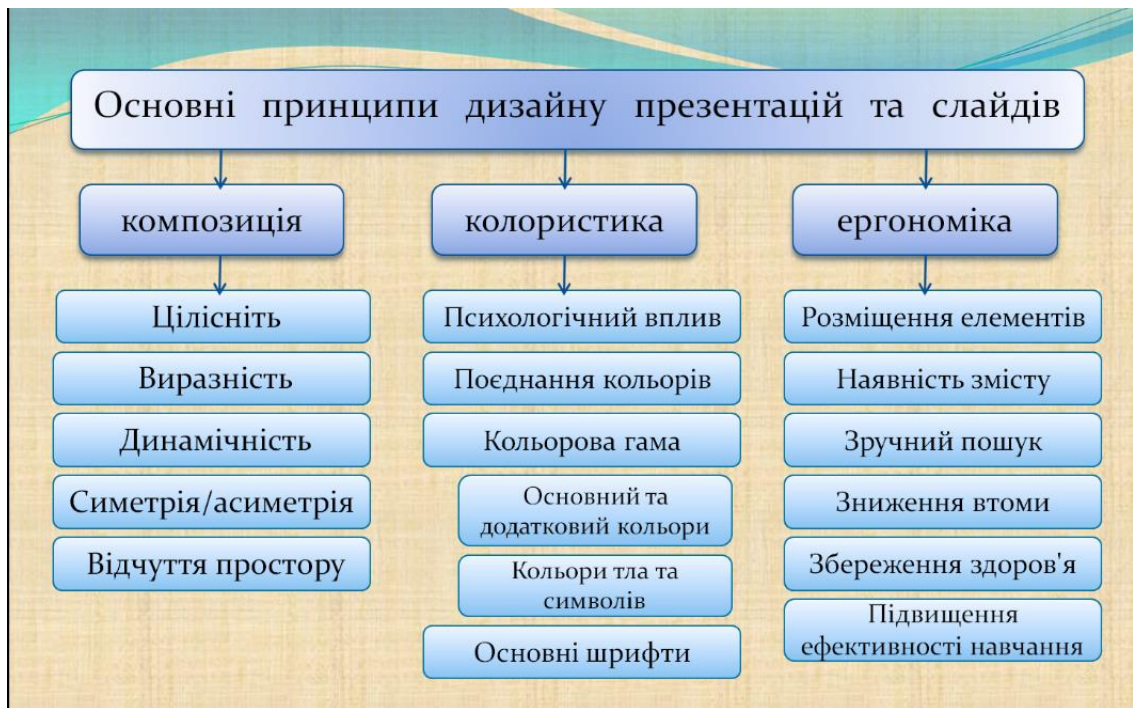 Основні принципи дизайну презентацій та слайдів
композиція
Цілісніть
Виразність
Динамічність
Симетрія/асиметрія
Відчуття простору
колористика
Психологічний вплив
Поєднання кольорів
Кольорова гама
Основний та
додатковий кольори
Кольори тла та
символів
Основні шрифти
ергономіка
Розміщення елементів
Наявність змісту
Зручний пошук
Зниження втоми
Збереження здоров'я
Підвищення
ефективності навчання